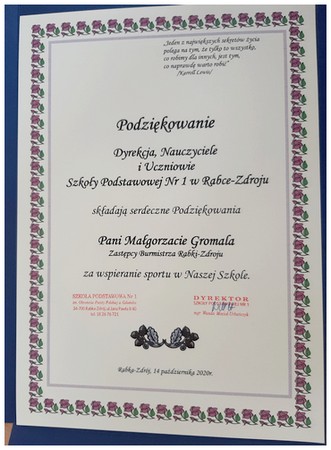 „Jeden z największych sekretów życia
polega na tym, że tylko to wszystko,
co robimy dla innych, jest tym,
co naprawdę warto robić"
/Karroll Lewis/
Podziękowanie
Dyrekcja, Nauczyciele
i Uczniowie
Szkoły Podstawowej Nr 1 w Rabce-Zdroju
składają serdeczne Podziękowania
Pani Małgorzacie Gromala
Zastępcy Burmistrza Rabki-Zdroju
za wspieranie sportu w Naszej Szkole.
SZKOŁA PODSTAWOWA Nr 1
DYREKTOR
Rabka-Zdrój, 14 października 2020r.